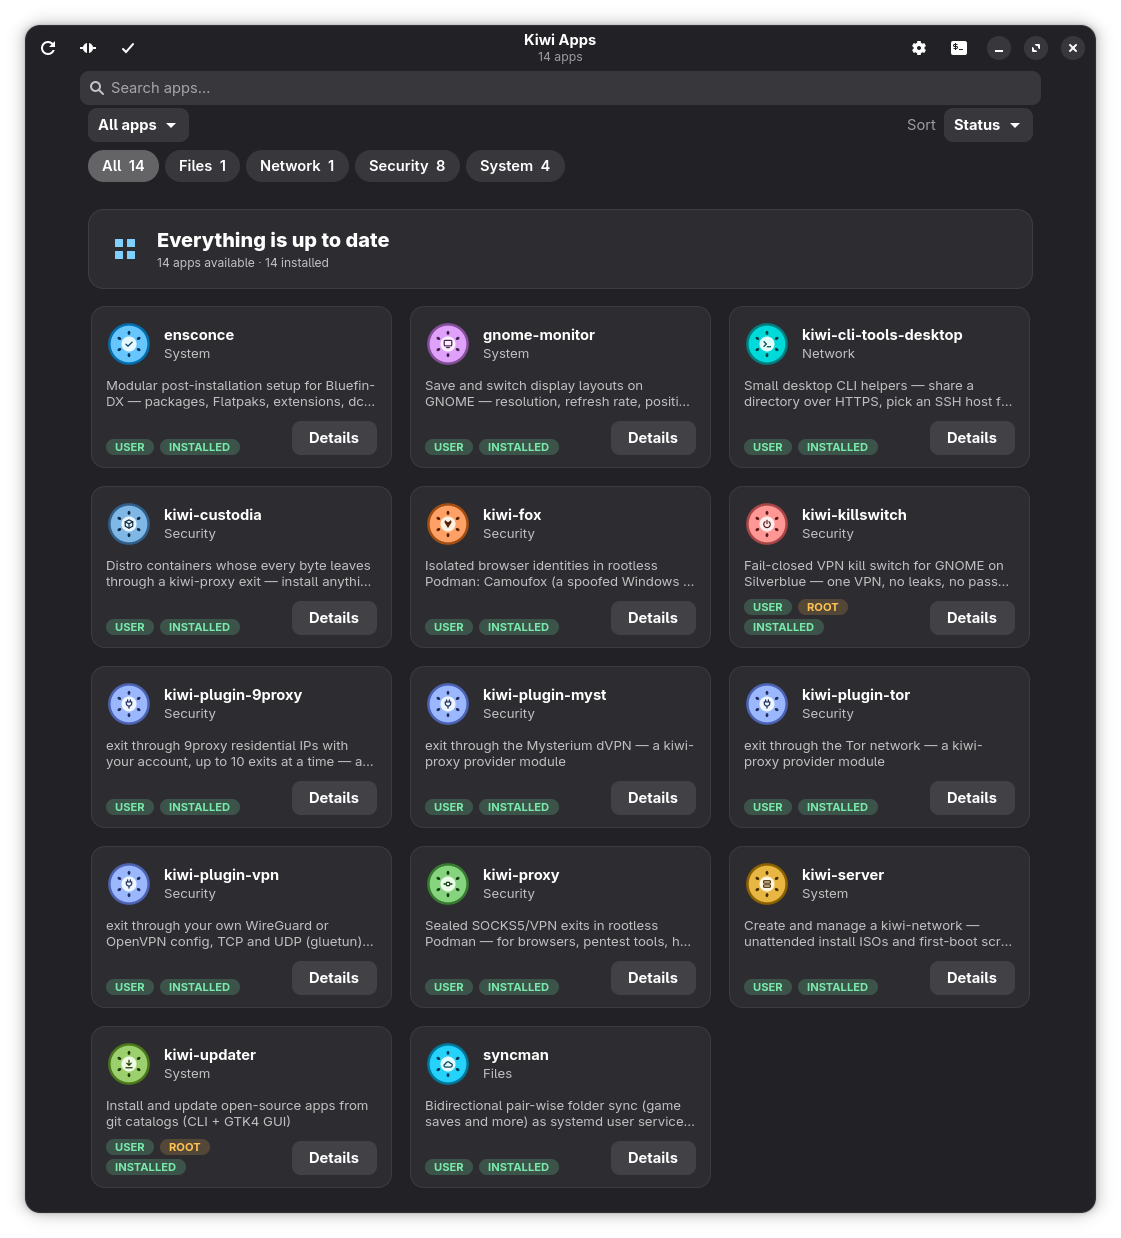 Kiwi Apps
14 apps
Search apps...
All apps
Sort Status
All 14 Files 1 Network 1 Security 8 System 4
Everything is up to date
14 apps available · 14 installed
ensconce
System
Modular post-installation setup for Bluefin-
DX — packages, Flatpaks, extensions, dc...
USER INSTALLED
Details
gnome-monitor
System
Save and switch display layouts on
GNOME — resolution, refresh rate, positi...
USER INSTALLED
Details
kiwi-cli-tools-desktop
Network
Small desktop CLI helpers — share a
directory over HTTPS, pick an SSH host f...
USER INSTALLED
Details
kiwi-custodia
Security
Distro containers whose every byte leaves
through a kiwi-proxy exit — install anythi...
USER INSTALLED
Details
kiwi-fox
Security
Isolated browser identities in rootless
Podman: Camoufox (a spoofed Windows ...
USER INSTALLED
Details
kiwi-killswitch
Security
Fail-closed VPN kill switch for GNOME on
Silverblue — one VPN, no leaks, no pass...
USER ROOT
INSTALLED
Details
kiwi-plugin-9proxy
Security
exit through 9proxy residential IPs with
your account, up to 10 exits at a time — a...
USER INSTALLED
Details
kiwi-plugin-myst
Security
exit through the Mysterium dVPN — a kiwi-
proxy provider module
USER INSTALLED
Details
kiwi-plugin-tor
Security
exit through the Tor network — a kiwi-
proxy provider module
USER INSTALLED
Details
kiwi-plugin-vpn
Security
exit through your own WireGuard or
OpenVPN config, TCP and UDP (gluetun)...
USER INSTALLED
Details
kiwi-proxy
Security
Sealed SOCKS5/VPN exits in rootless
Podman — for browsers, pentest tools, h...
USER INSTALLED
Details
kiwi-server
System
Create and manage a kiwi-network —
unattended install ISOs and first-boot scr...
USER INSTALLED
Details
kiwi-updater
System
Install and update open-source apps from
git catalogs (CLI + GTK4 GUI)
USER ROOT
INSTALLED
Details
syncman
Files
Bidirectional pair-wise folder sync (game
saves and more) as systemd user service...
USER INSTALLED
Details